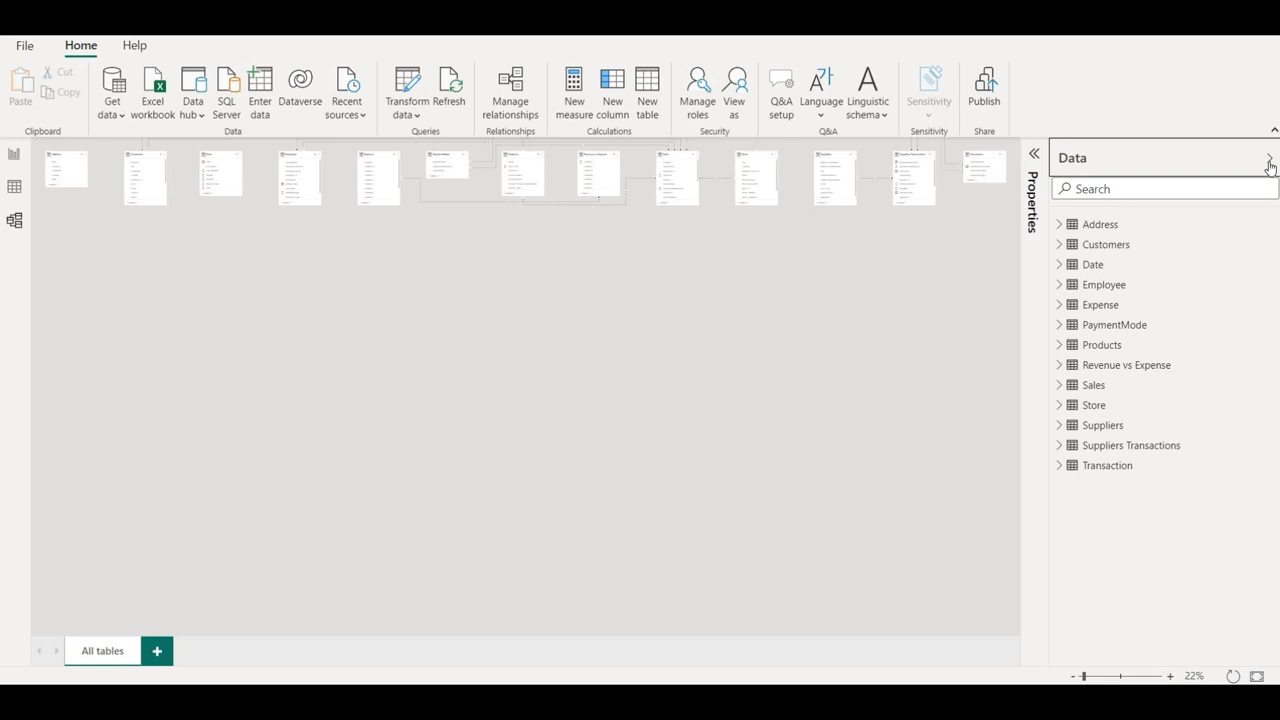 File Home Help
Paste Cut Copy
Get data
Excel workbook
Data hub
SQL Server
Enter data
Dataverse
Recent sources
Transform data
Refresh
Manage relationships
New measure
New column
New table
Manage roles
View as
Q&A setup
Language
Linguistic schema
Sensitivity
Publish
Clipboard Data Queries Relationships Calculations Security Q&A Sensitivity Share
Properties
Data
Search
Address
Customers
Date
Employee
Expense
PaymentMode
Products
Revenue vs Expense
Sales
Store
Suppliers
Suppliers Transactions
Transaction
All tables +
- + 22%